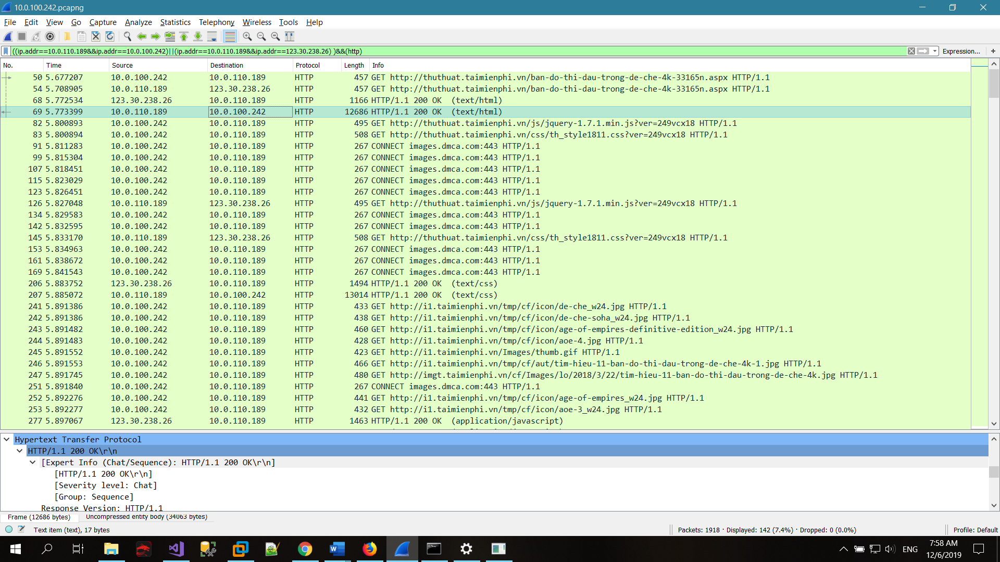 10.0.100.242.pcapng
File Edit View Go Capture Analyze Statistics Telephony Wireless Tools Help
((ip.addr==10.0.110.189&&ip.addr==10.0.100.242)||(ip.addr==10.0.110.189&&ip.addr==123.30.238.26) )&&(http) Expression... +
No. Time Source Destination Protocol Length Info
50 5.677207 10.0.100.242 10.0.110.189 HTTP 457 GET http://thuthuat.taimienphi.vn/ban-do-thi-dau-trong-de-che-4k-33165n.aspx HTTP/1.1
54 5.708905 10.0.110.189 123.30.238.26 HTTP 457 GET http://thuthuat.taimienphi.vn/ban-do-thi-dau-trong-de-che-4k-33165n.aspx HTTP/1.1
68 5.772534 123.30.238.26 10.0.110.189 HTTP 1166 HTTP/1.1 200 OK (text/html)
69 5.773399 10.0.110.189 10.0.100.242 HTTP 12686 HTTP/1.1 200 OK (text/html)
82 5.800893 10.0.100.242 10.0.110.189 HTTP 495 GET http://thuthuat.taimienphi.vn/js/jquery-1.7.1.min.js?ver=249vcx18 HTTP/1.1
83 5.800894 10.0.100.242 10.0.110.189 HTTP 508 GET http://thuthuat.taimienphi.vn/css/th_style1811.css?ver=249vcx18 HTTP/1.1
91 5.811283 10.0.100.242 10.0.110.189 HTTP 267 CONNECT images.dmca.com:443 HTTP/1.1
99 5.815304 10.0.100.242 10.0.110.189 HTTP 267 CONNECT images.dmca.com:443 HTTP/1.1
107 5.818451 10.0.100.242 10.0.110.189 HTTP 267 CONNECT images.dmca.com:443 HTTP/1.1
115 5.823029 10.0.100.242 10.0.110.189 HTTP 267 CONNECT images.dmca.com:443 HTTP/1.1
123 5.826451 10.0.100.242 10.0.110.189 HTTP 267 CONNECT images.dmca.com:443 HTTP/1.1
126 5.827048 10.0.110.189 123.30.238.26 HTTP 495 GET http://thuthuat.taimienphi.vn/js/jquery-1.7.1.min.js?ver=249vcx18 HTTP/1.1
134 5.829583 10.0.100.242 10.0.110.189 HTTP 267 CONNECT images.dmca.com:443 HTTP/1.1
142 5.832595 10.0.100.242 10.0.110.189 HTTP 267 CONNECT images.dmca.com:443 HTTP/1.1
145 5.833170 10.0.110.189 123.30.238.26 HTTP 508 GET http://thuthuat.taimienphi.vn/css/th_style1811.css?ver=249vcx18 HTTP/1.1
153 5.834963 10.0.100.242 10.0.110.189 HTTP 267 CONNECT images.dmca.com:443 HTTP/1.1
161 5.838672 10.0.100.242 10.0.110.189 HTTP 267 CONNECT images.dmca.com:443 HTTP/1.1
169 5.841543 10.0.100.242 10.0.110.189 HTTP 267 CONNECT images.dmca.com:443 HTTP/1.1
206 5.883752 123.30.238.26 10.0.110.189 HTTP 1494 HTTP/1.1 200 OK (text/css)
207 5.885072 10.0.110.189 10.0.100.242 HTTP 13014 HTTP/1.1 200 OK (text/css)
241 5.891386 10.0.100.242 10.0.110.189 HTTP 433 GET http://i1.taimienphi.vn/tmp/cf/icon/de-che_w24.jpg HTTP/1.1
242 5.891386 10.0.100.242 10.0.110.189 HTTP 438 GET http://i1.taimienphi.vn/tmp/cf/icon/de-che-soha_w24.jpg HTTP/1.1
243 5.891482 10.0.100.242 10.0.110.189 HTTP 460 GET http://i1.taimienphi.vn/tmp/cf/icon/age-of-empires-definitive-edition_w24.jpg HTTP/1.1
244 5.891483 10.0.100.242 10.0.110.189 HTTP 428 GET http://i1.taimienphi.vn/tmp/cf/icon/aoe-4.jpg HTTP/1.1
245 5.891552 10.0.100.242 10.0.110.189 HTTP 423 GET http://i1.taimienphi.vn/Images/thumb.gif HTTP/1.1
246 5.891553 10.0.100.242 10.0.110.189 HTTP 466 GET http://i1.taimienphi.vn/tmp/cf/aut/tim-hieu-11-ban-do-thi-dau-trong-de-che-4k-1.jpg HTTP/1.1
247 5.891745 10.0.100.242 10.0.110.189 HTTP 480 GET http://imgt.taimienphi.vn/cf/Images/lo/2018/3/22/tim-hieu-11-ban-do-thi-dau-trong-de-che-4k.jpg HTTP/1.1
251 5.891840 10.0.100.242 10.0.110.189 HTTP 267 CONNECT images.dmca.com:443 HTTP/1.1
252 5.892276 10.0.100.242 10.0.110.189 HTTP 441 GET http://i1.taimienphi.vn/tmp/cf/icon/age-of-empires_w24.jpg HTTP/1.1
253 5.892277 10.0.100.242 10.0.110.189 HTTP 432 GET http://i1.taimienphi.vn/tmp/cf/icon/aoe-3_w24.jpg HTTP/1.1
277 5.897067 123.30.238.26 10.0.110.189 HTTP 1463 HTTP/1.1 200 OK (application/javascript)
Hypertext Transfer Protocol
HTTP/1.1 200 OK\r\n
[Expert Info (Chat/Sequence): HTTP/1.1 200 OK\r\n]
[HTTP/1.1 200 OK\r\n]
[Severity level: Chat]
[Group: Sequence]
Response Version: HTTP/1.1
Frame (12686 bytes) Uncompressed entity body (34063 bytes)
Text item (text), 17 bytes Packets: 1918 · Displayed: 142 (7.4%) · Dropped: 0 (0.0%) Profile: Default
ENG 7:58 AM
12/6/2019